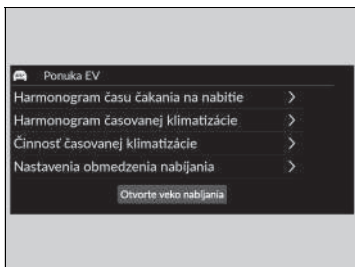 Ponuka EV
Harmonogram času čakania na nabitie
Harmonogram časovanej klimatizácie
Činnosť časovanej klimatizácie
Nastavenia obmedzenia nabíjania
Otvorte veko nabíjania